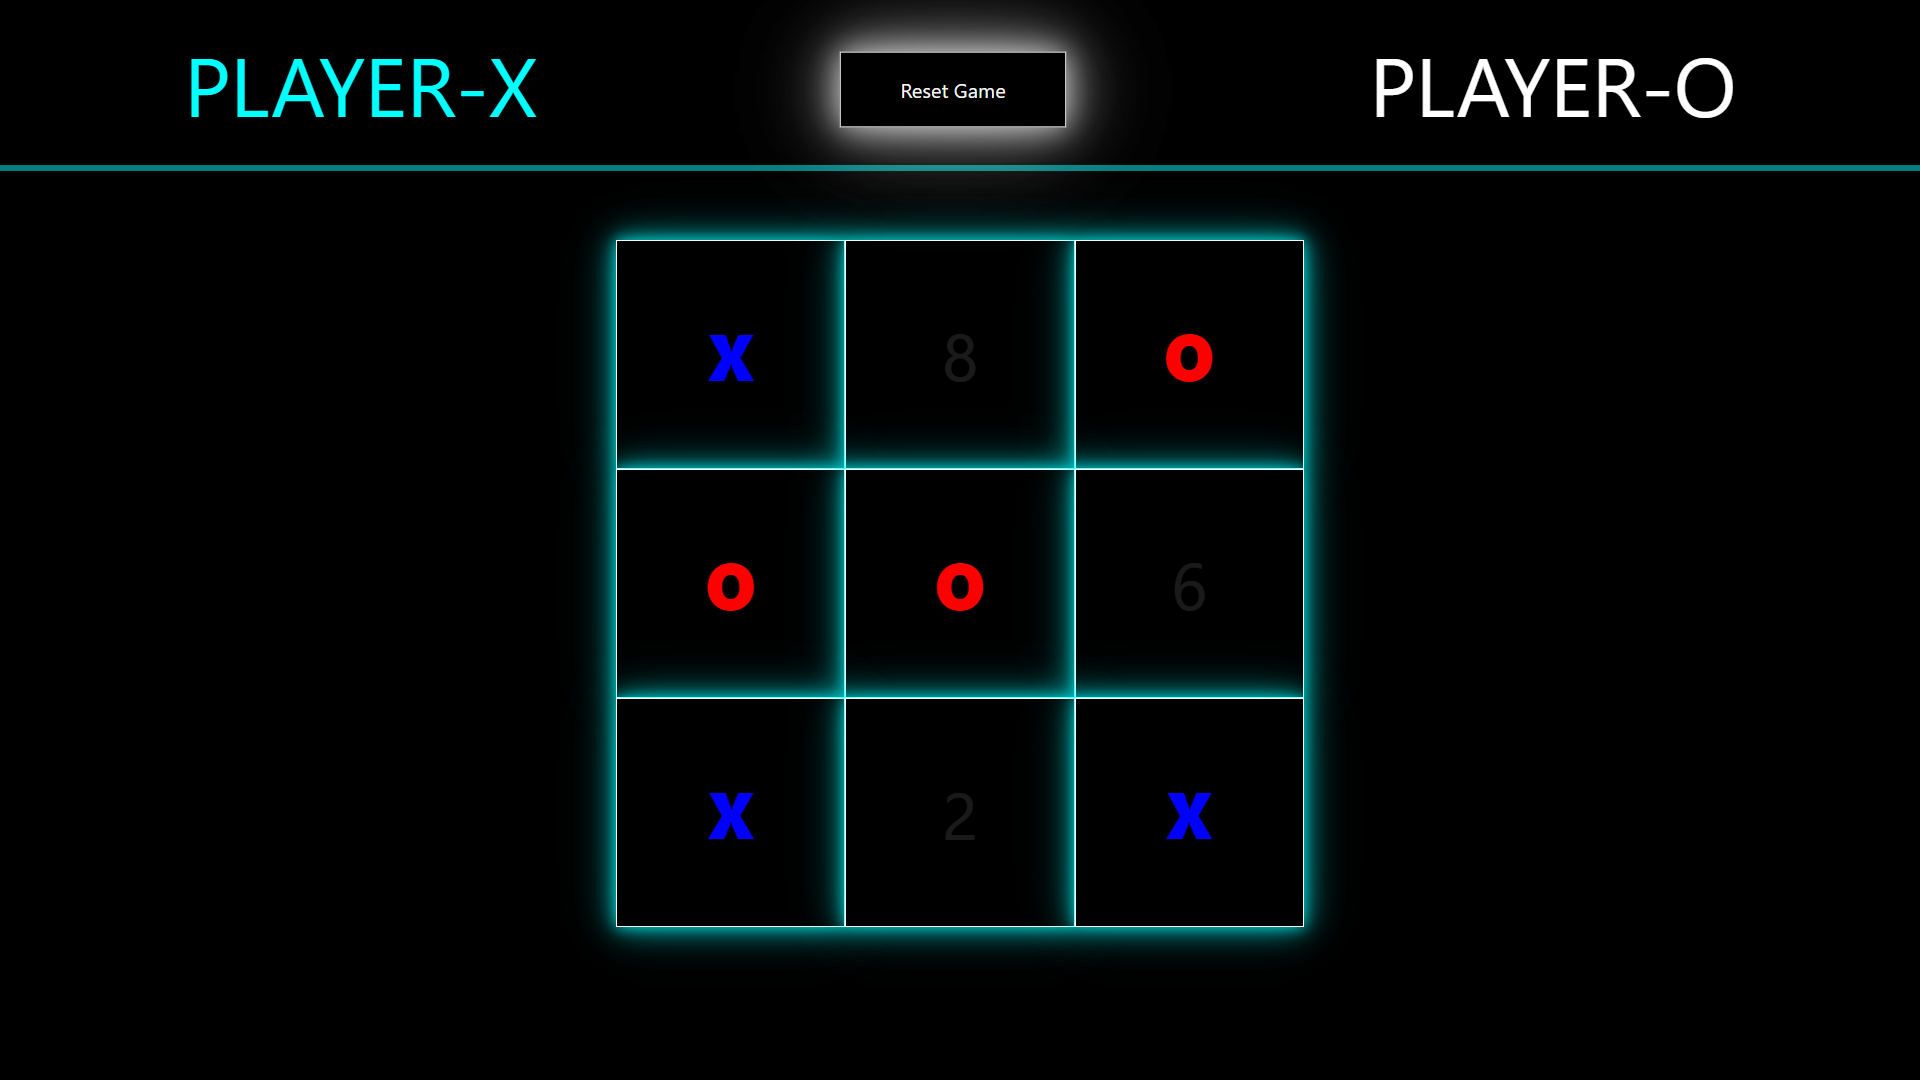 PLAYER-X Reset Game PLAYER-O
X 8 O
O O 6
X 2 X